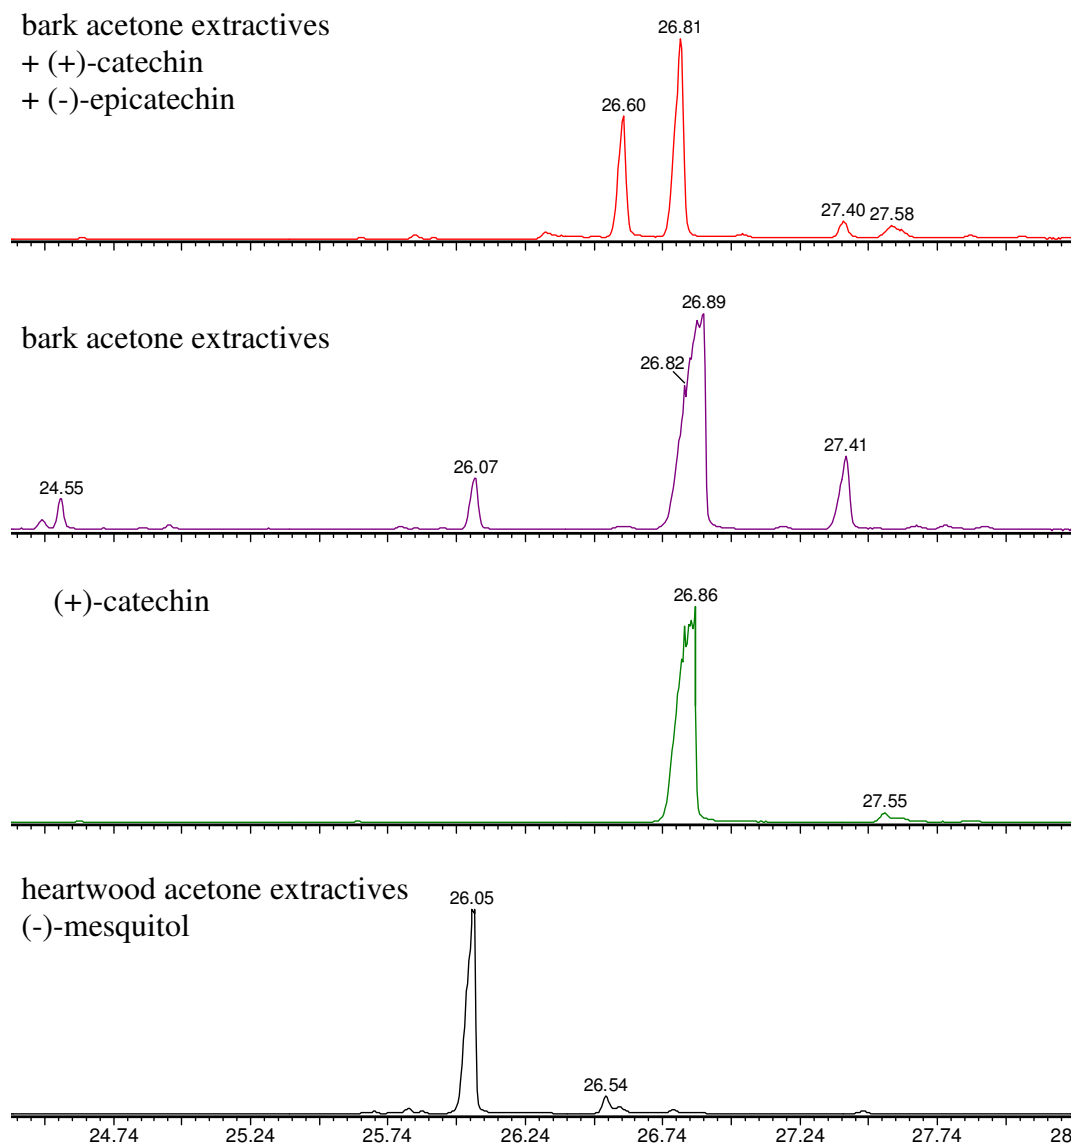 bark acetone extractives
+ (+)-catechin
+ (-)-epicatechin
26.81
26.60
27.40
27.58
bark acetone extractives
26.89
26.82
24.55
26.07
27.41
(+)-catechin
26.86
27.55
heartwood acetone extractives
(-)-mesquitol
26.05
26.54
24.74 25.24 25.74 26.24 26.74 27.24 27.74 28